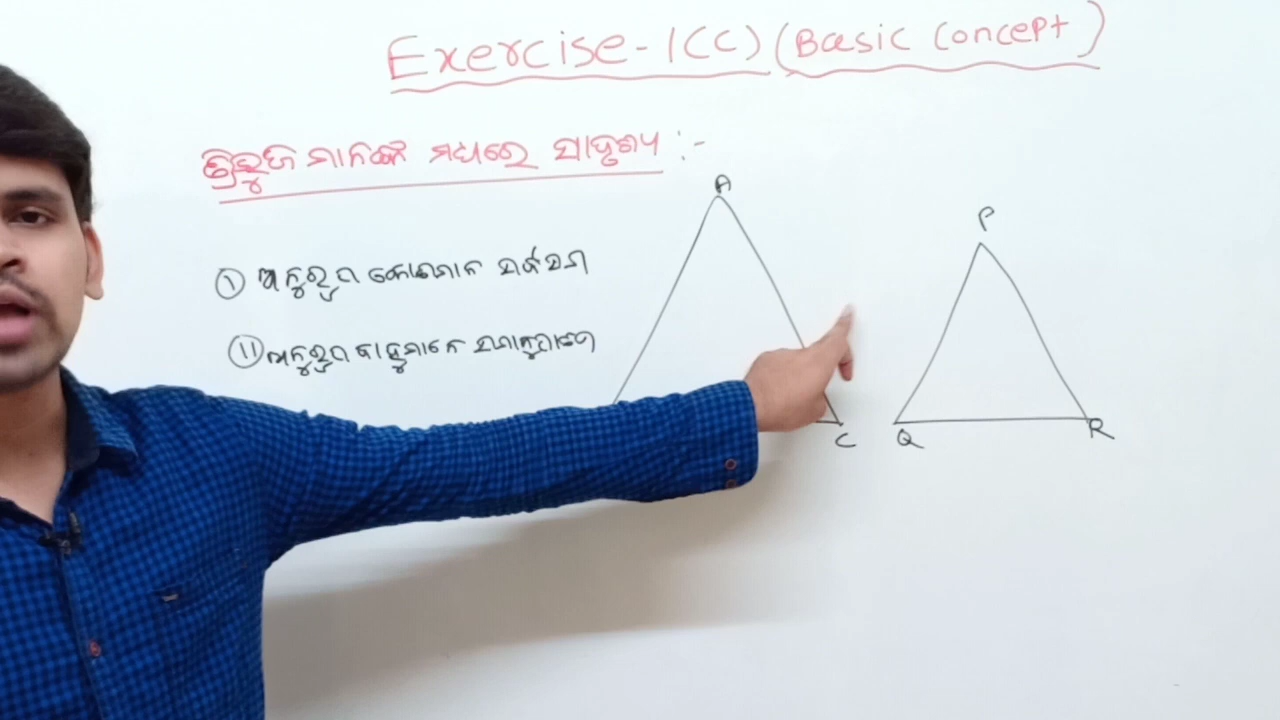 Exercise-1(C) (Basic Concept)
ତ୍ରିଭୁଜ ମାନଙ୍କ ମଧ୍ୟରେ ସାଦୃଶ୍ୟ :-
(I) ଅନୁରୂପ କୋଣମାନ ସର୍ବସମ
(II) ଅନୁରୂପ ବାହୁମାନେ ସମାନୁପାତୀ
A
P
C
Q
R